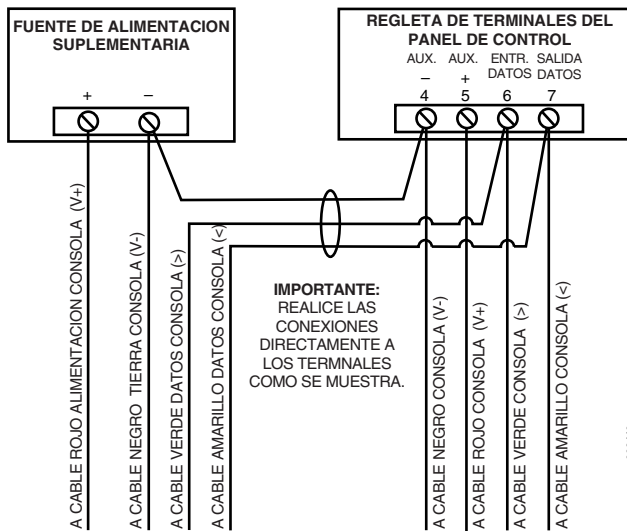 FUENTE DE ALIMENTACION
SUPLEMENTARIA
+ –
REGLETA DE TERMINALES DEL
PANEL DE CONTROL
AUX. AUX. ENTR. SALIDA
– + DATOS DATOS
4 5 6 7
IMPORTANTE:
REALICE LAS
CONEXIONES
DIRECTAMENTE A
LOS TERMNALES
COMO SE MUESTRA.
A CABLE ROJO ALIMENTACION CONSOLA (V+)
A CABLE NEGRO TIERRA CONSOLA (V-)
A CABLE VERDE DATOS CONSOLA (>)
A CABLE AMARILLO DATOS CONSOLA (<)
A CABLE NEGRO CONSOLA (V-)
A CABLE ROJO CONSOLA (V+)
A CABLE VERDE CONSOLA (>)
A CABLE AMARILLO CONSOLA (<)